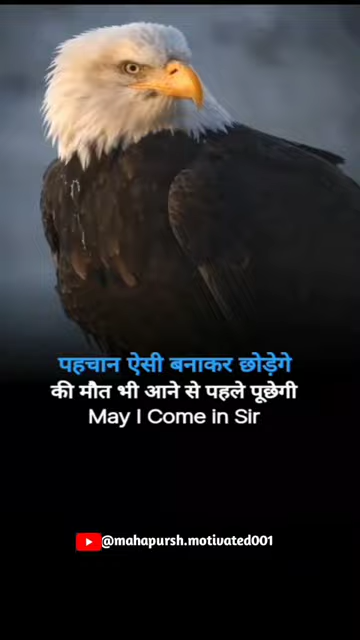 पहचान ऐसी बनाकर छोड़ेगे
की मौत भी आने से पहले पूछेगी
May I Come in Sir
@mahapursh.motivated001